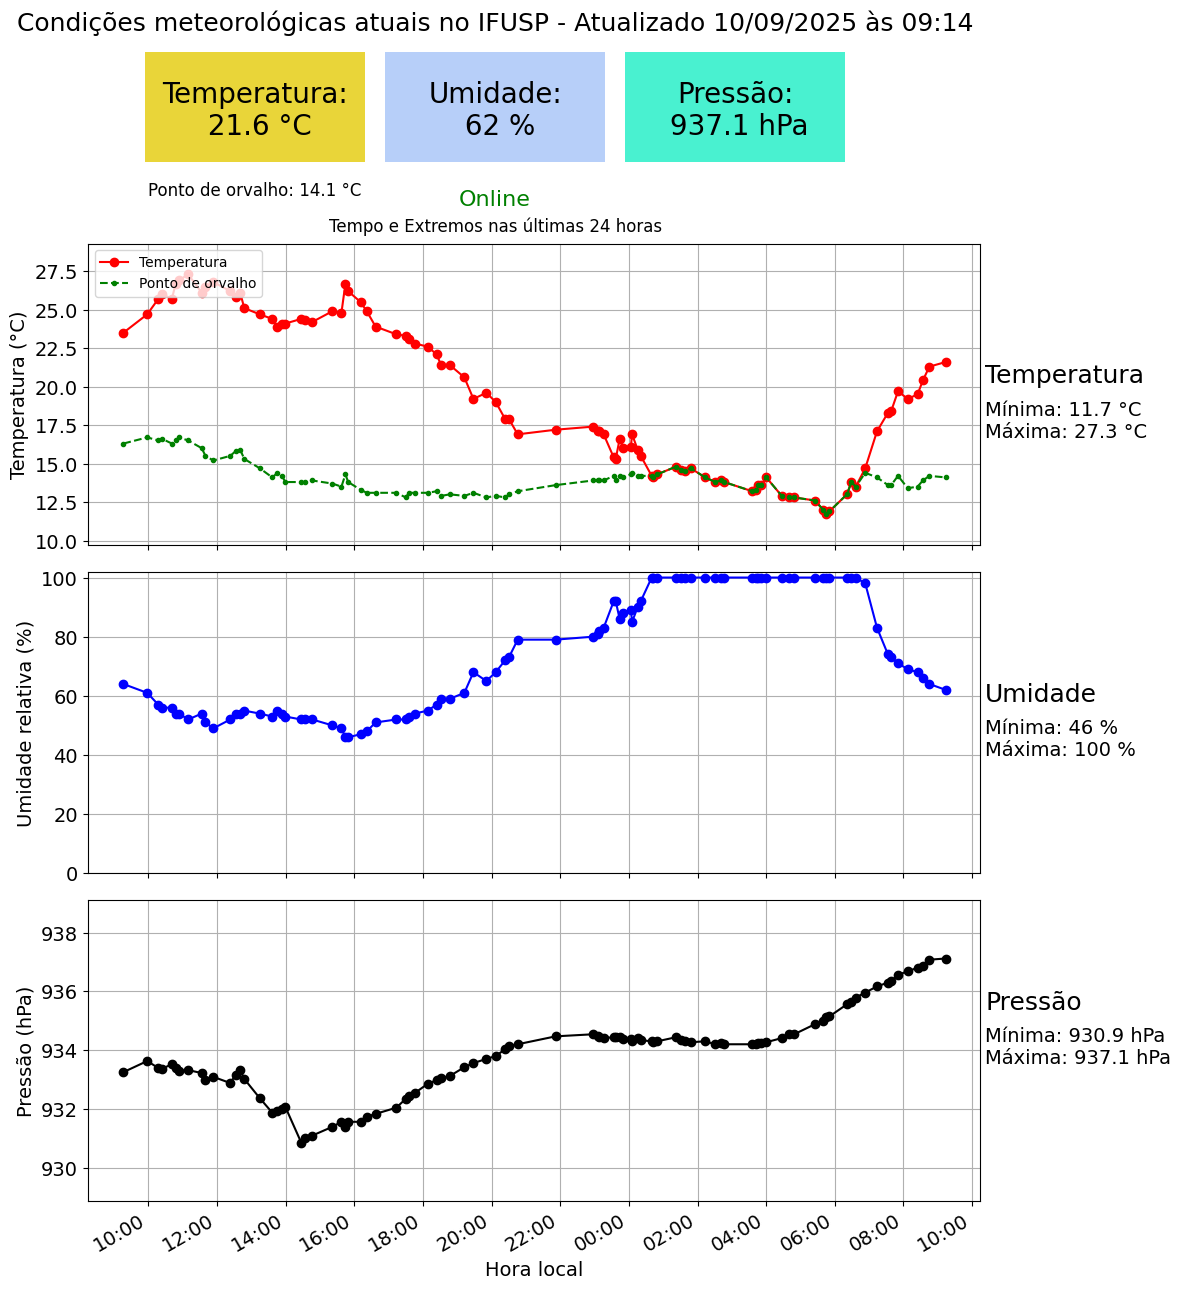 Condições meteorológicas atuais no IFUSP - Atualizado 10/09/2025 às 09:14
Temperatura:
21.6 °C
Umidade:
62 %
Pressão:
937.1 hPa
Ponto de orvalho: 14.1 °C
Online
Tempo e Extremos nas últimas 24 horas
Temperatura
Ponto de orvalho
Temperatura (°C)
27.5
25.0
22.5
20.0
17.5
15.0
12.5
10.0
Temperatura
Mínima: 11.7 °C
Máxima: 27.3 °C
Umidade relativa (%)
100
80
60
40
20
0
Umidade
Mínima: 46 %
Máxima: 100 %
Pressão (hPa)
938
936
934
932
930
Pressão
Mínima: 930.9 hPa
Máxima: 937.1 hPa
10:00
12:00
14:00
16:00
18:00
20:00
22:00
00:00
02:00
04:00
06:00
08:00
10:00
Hora local